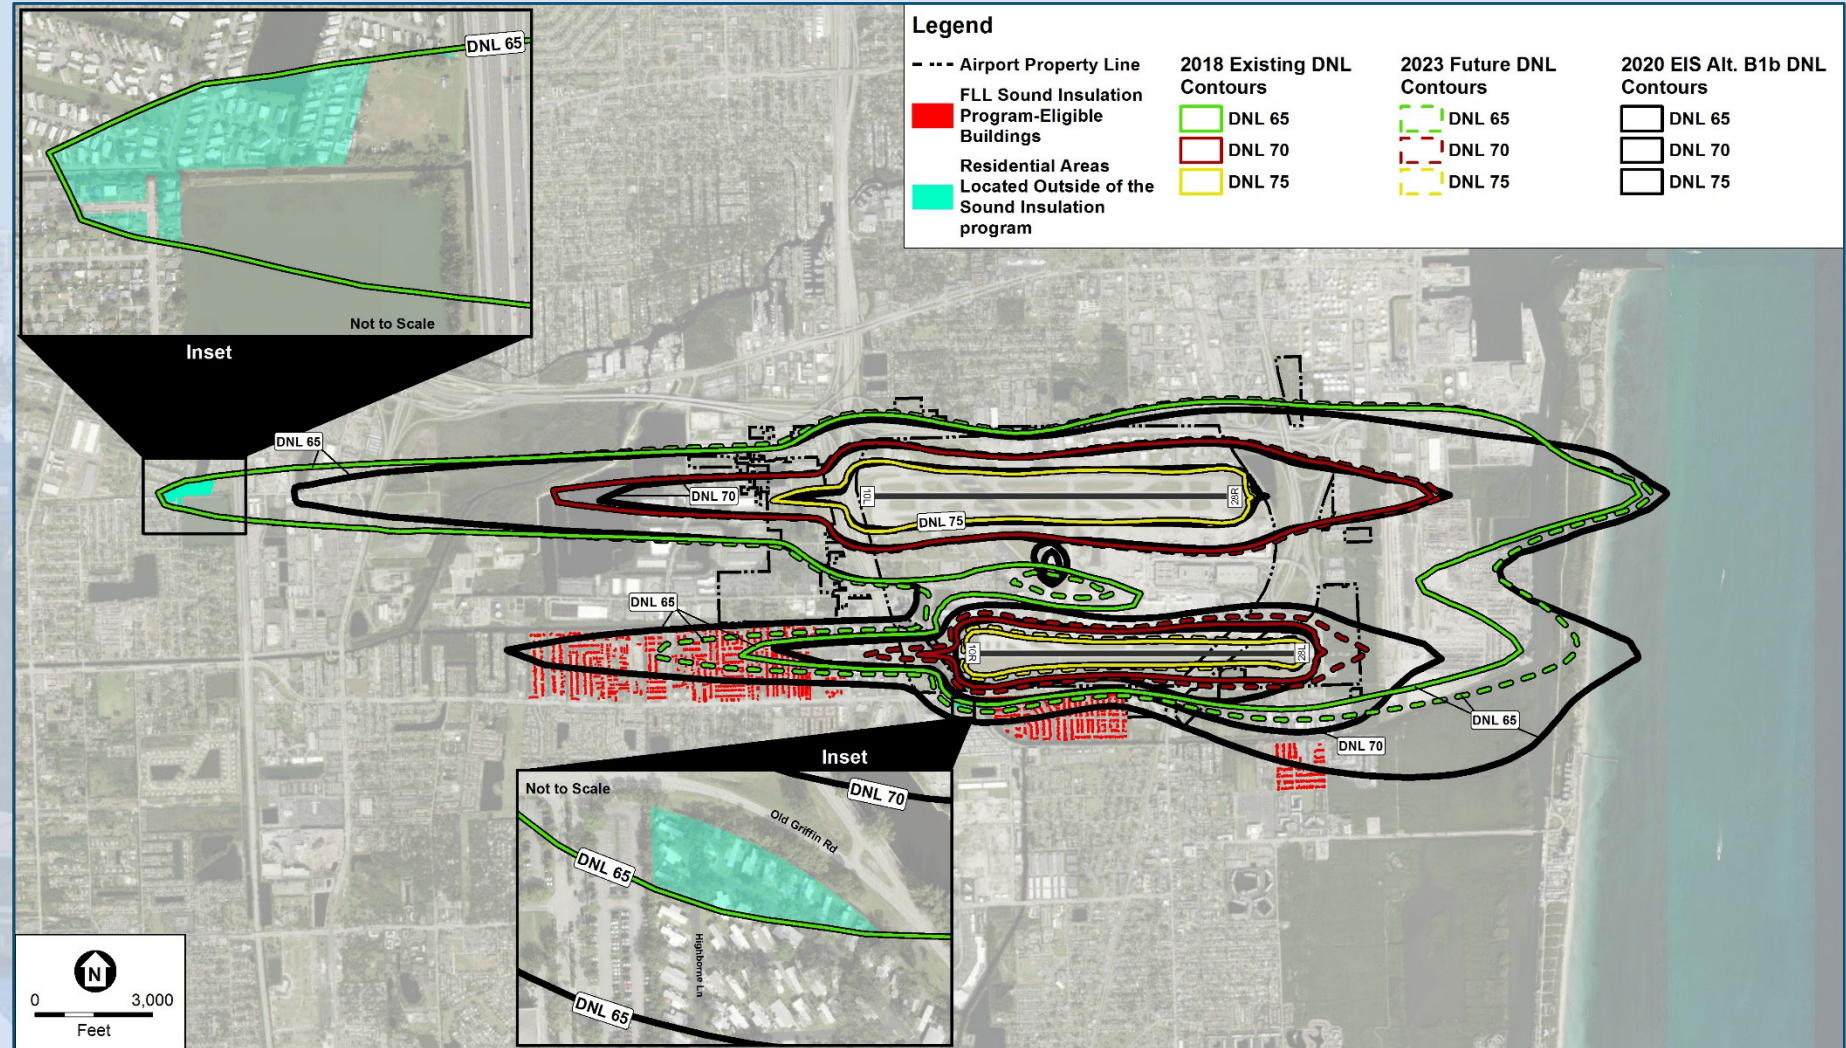 DNL 65
Not to Scale
Inset
Legend
Airport Property Line
FLL Sound Insulation
Program-Eligible
Buildings
Residential Areas
Located Outside of the
Sound Insulation
program
2018 Existing DNL
Contours
DNL 65
DNL 70
DNL 75
2023 Future DNL
Contours
DNL 65
DNL 70
DNL 75
2020 EIS Alt. B1b DNL
Contours
DNL 65
DNL 70
DNL 75
DNL 65
DNL 70
10L
28R
DNL 75
DNL 65
10R
28L
DNL 65
DNL 70
Inset
Not to Scale
DNL 70
Old Griffin Rd
DNL 65
Highborne Ln
DNL 65
N
0 3,000
Feet